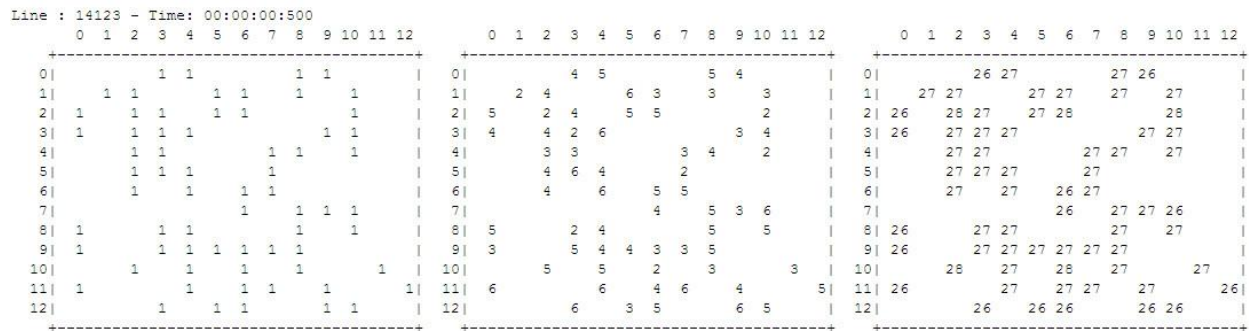 Line : 14123 - Time: 00:00:00:500
     0  1  2  3  4  5  6  7  8  9 10 11 12       0  1  2  3  4  5  6  7  8  9 10 11 12       0  1  2  3  4  5  6  7  8  9 10 11 12
  +---------------------------------------+   +---------------------------------------+   +---------------------------------------+
 0|           1  1           1  1         |  0|           4  5           5  4         |  0|          26 27          27 26         |
 1|     1  1        1  1     1     1      |  1|     2  4        6  3     3     3      |  1|    27 27       27 27    27    27      |
 2|  1     1  1     1  1           1      |  2|  5     2  4     5  5           2      |  2| 26    28 27    27 28          28      |
 3|  1     1  1  1              1  1      |  3|  4     4  2  6              3  4      |  3| 26    27 27 27             27 27      |
 4|        1  1           1  1     1      |  4|        3  3           3  4     2      |  4|       27 27          27 27    27      |
 5|        1  1  1        1               |  5|        4  6  4        2               |  5|       27 27 27       27               |
 6|        1     1     1  1               |  6|        4     6     5  5               |  6|       27    27    26 27               |
 7|                    1     1  1  1      |  7|                    4     5  3  6      |  7|                   26    27 27 26      |
 8|  1        1  1           1     1      |  8|  5        2  4           5     5      |  8| 26       27 27          27    27      |
 9|  1        1  1  1  1  1  1            |  9|  3        5  4  4  3  3  5            |  9| 26       27 27 27 27 27 27            |
10|        1     1     1     1        1   | 10|        5     5     2     3        3   | 10|       28    27    28    27       27   |
11|  1           1     1  1     1        1| 11|  6           6     4  6     4        5| 11| 26          27    27 27    27       26|
12|           1     1  1        1  1      | 12|           6     3  5        6  5      | 12|          26    26 26       26 26      |
  +---------------------------------------+   +---------------------------------------+   +---------------------------------------+